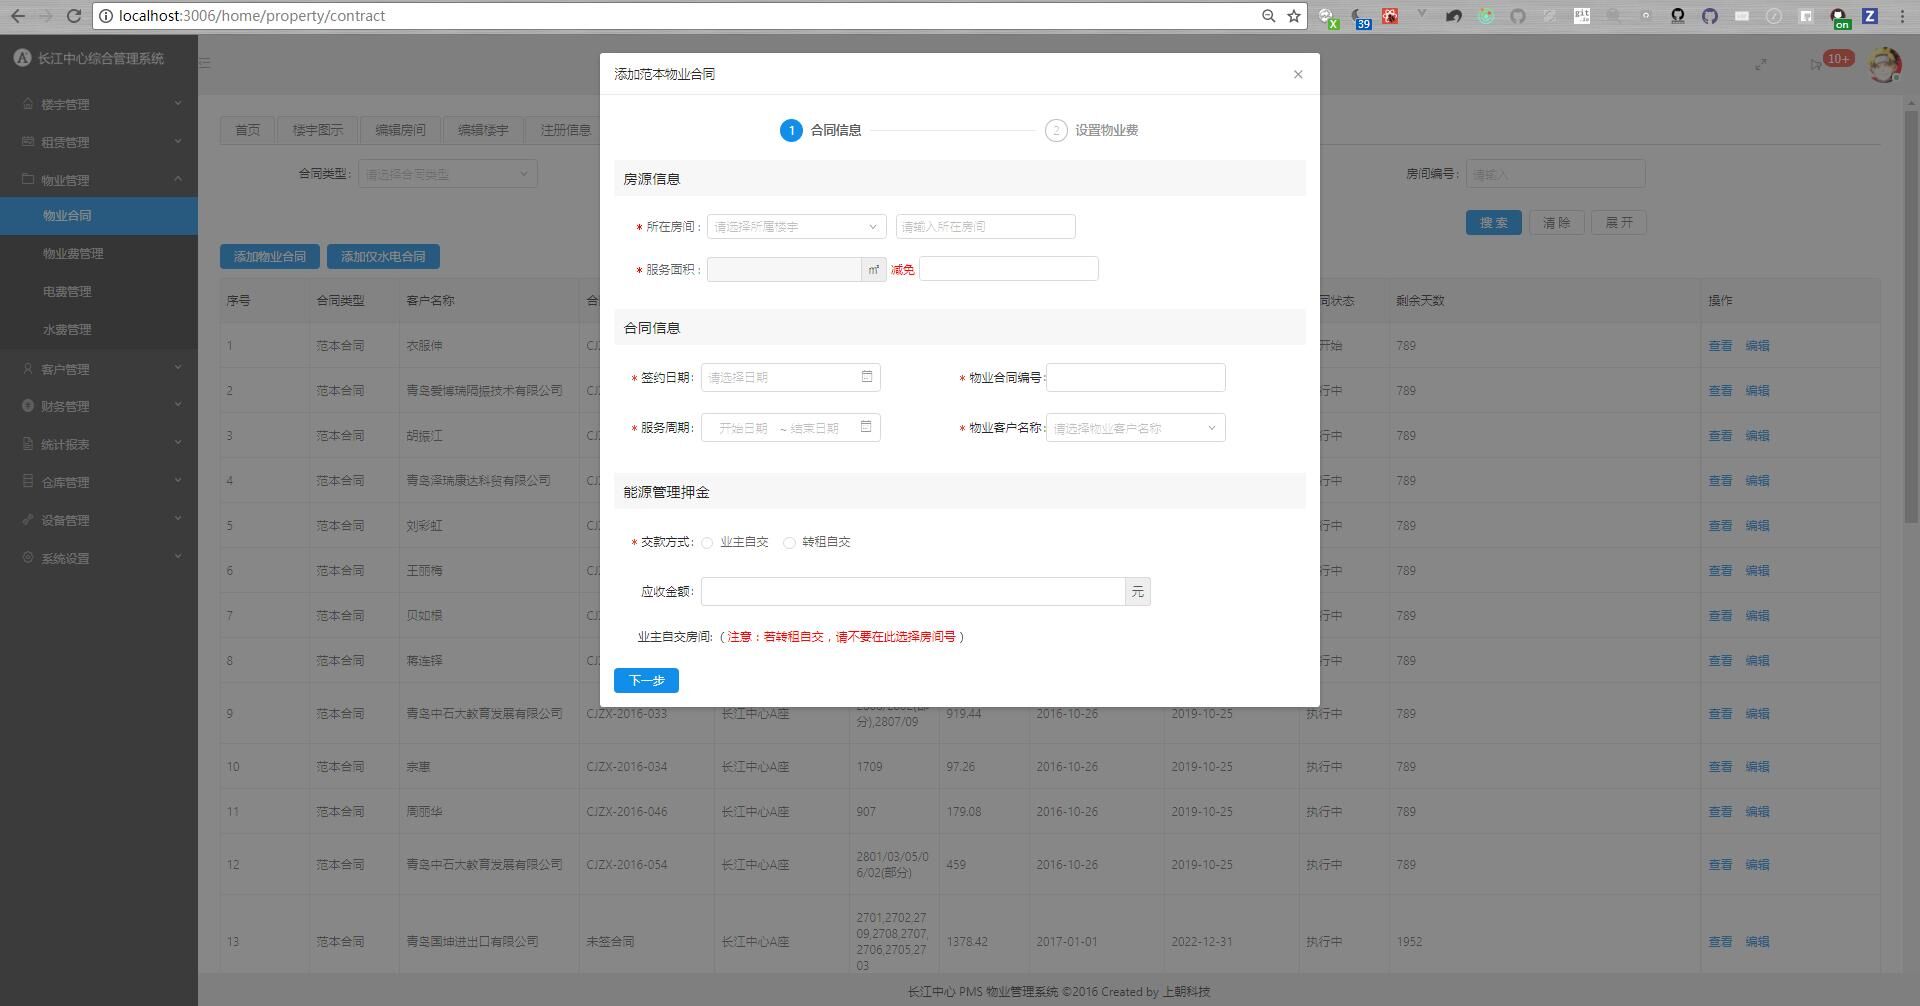 localhost:3006/home/property/contract
39
git
on
Z
长江中心综合管理系统
10+
楼宇管理
租赁管理
物业管理
物业合同
物业费管理
电费管理
水费管理
客户管理
财务管理
统计报表
仓库管理
设备管理
系统设置
首页 楼宇图示 编辑房间 编辑楼宇 注册信息
合同类型: 请选择合同类型
房间编号: 请输入
搜 索 清 除 展 开
添加物业合同 添加仅水电合同
添加范本物业合同
1 合同信息 2 设置物业费
房源信息
* 所在房间 : 请选择所属楼宇 请输入所在房间
* 服务面积 : ㎡ 减免
合同信息
* 签约日期: 请选择日期 * 物业合同编号:
* 服务周期: 开始日期 ~ 结束日期 * 物业客户名称: 请选择物业客户名称
能源管理押金
* 交款方式: 业主自交 转租自交
应收金额: 元
业主自交房间: ( 注意：若转租自交，请不要在此选择房间号 )
下一步
序号 合同类型 客户名称 合 同状态 剩余天数 操作
1 范本合同 衣服伸 CJZ 开始 789 查看 编辑
2 范本合同 青岛爱博瑞隔振技术有限公司 CJZ 行中 789 查看 编辑
3 范本合同 胡振江 CJZ 行中 789 查看 编辑
4 范本合同 青岛泽瑞康达科贸有限公司 CJZ 行中 789 查看 编辑
5 范本合同 刘彩虹 CJZ 行中 789 查看 编辑
6 范本合同 王丽梅 CJZ 行中 789 查看 编辑
7 范本合同 贝如根 CJZ 行中 789 查看 编辑
8 范本合同 蒋连铎 CJZ 行中 789 查看 编辑
9 范本合同 青岛中石大教育发展有限公司 CJZX-2016-033 长江中心A座 分),2807/09 919.44 2016-10-26 2019-10-25 执行中 789 查看 编辑
10 范本合同 宗惠 CJZX-2016-034 长江中心A座 1709 97.26 2016-10-26 2019-10-25 执行中 789 查看 编辑
11 范本合同 周丽华 CJZX-2016-046 长江中心A座 907 179.08 2016-10-26 2019-10-25 执行中 789 查看 编辑
12 范本合同 青岛中石大教育发展有限公司 CJZX-2016-054 长江中心A座 2801/03/05/0
6/02(部分) 459 2016-10-26 2019-10-25 执行中 789 查看 编辑
13 范本合同 青岛国坤进出口有限公司 未签合同 长江中心A座 2701,2702,27
09,2708,2707,
2706,2705,27
03 1378.42 2017-01-01 2022-12-31 执行中 1952 查看 编辑
长江中心 PMS 物业管理系统 ©2016 Created by 上朝科技